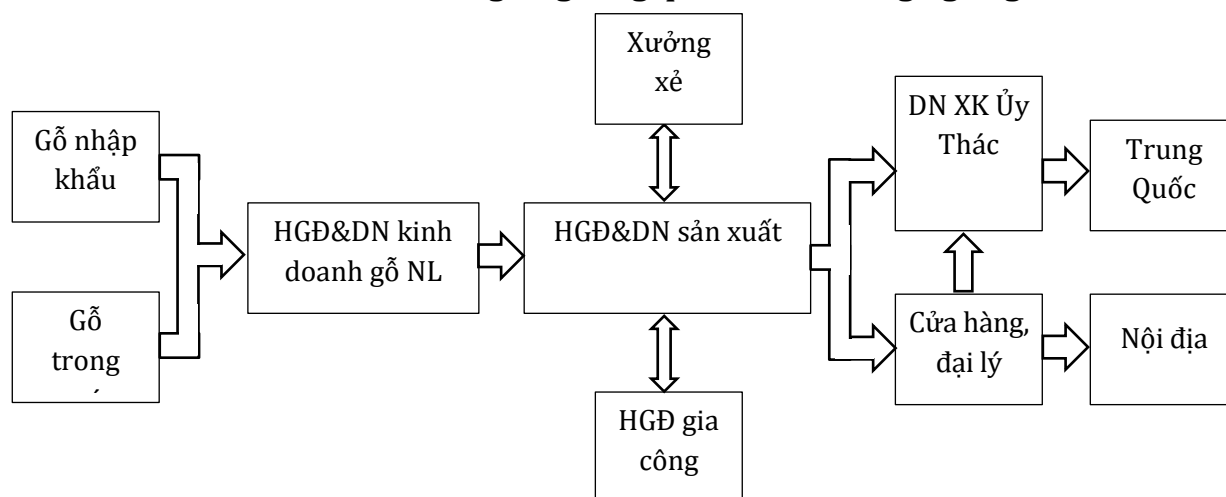 Xưởng
xẻ
DN XK Ủy
Thác
Gỗ nhập
khẩu
Trung
Quốc
HGĐ&DN kinh
doanh gỗ NL
HGĐ&DN sản xuất
Gỗ
trong
Cửa hàng,
đại lý
Nội địa
HGĐ gia
công